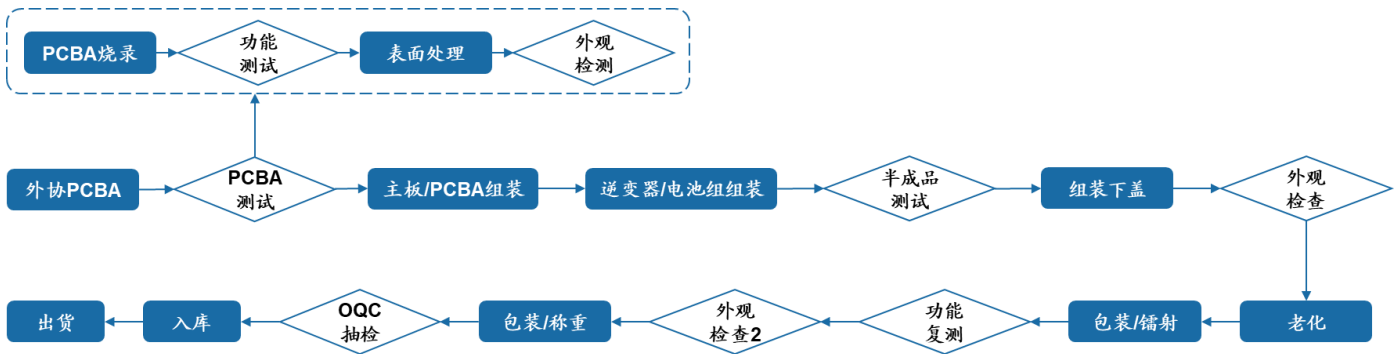 PCBA烧录
功能
测试
表面处理
外观
检测
外协PCBA
PCBA
测试
主板/PCBA组装
逆变器/电池组组装
半成品
测试
组装下盖
外观
检查
出货
入库
OQC
抽检
包装/称重
外观
检查2
功能
复测
包装/镭射
老化